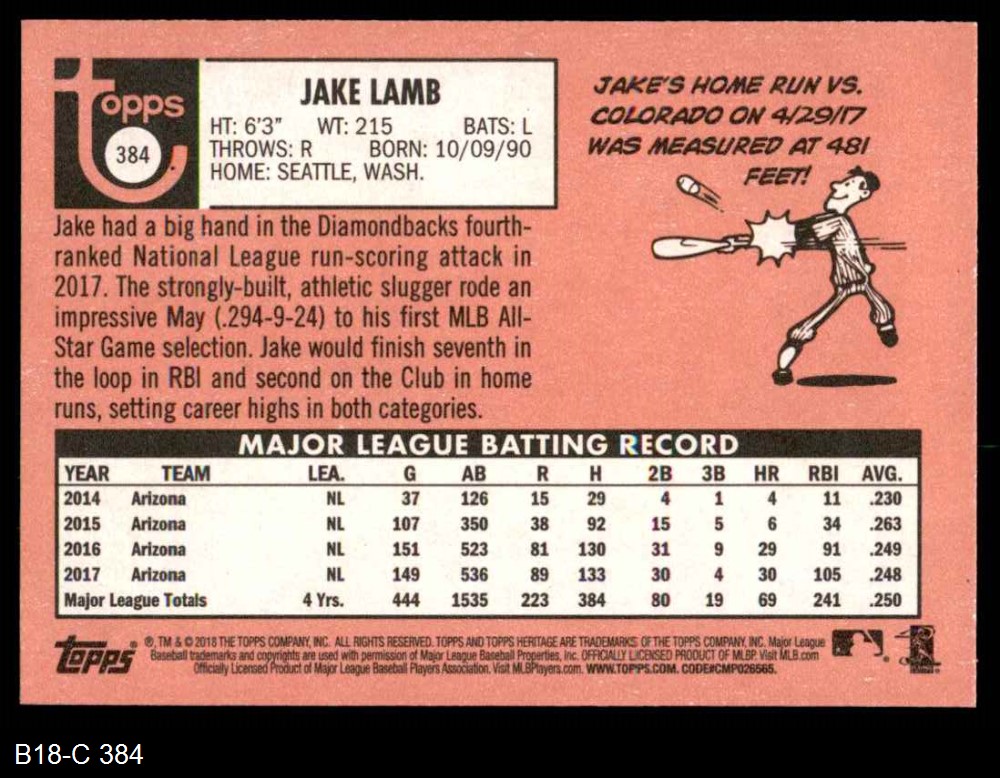 Topps
384
JAKE LAMB
HT: 6'3" WT: 215 BATS: L
THROWS: R BORN: 10/09/90
HOME: SEATTLE, WASH.
JAKE'S HOME RUN VS.
COLORADO ON 4/29/17
WAS MEASURED AT 481
FEET!
Jake had a big hand in the Diamondbacks fourth-
ranked National League run-scoring attack in
2017. The strongly-built, athletic slugger rode an
impressive May (.294-9-24) to his first MLB All-
Star Game selection. Jake would finish seventh in
the loop in RBI and second on the Club in home
runs, setting career highs in both categories.
MAJOR LEAGUE BATTING RECORD
YEAR TEAM LEA. G AB R H 2B 3B HR RBI AVG.
2014 Arizona NL 37 126 15 29 4 1 4 11 .230
2015 Arizona NL 107 350 38 92 15 5 6 34 .263
2016 Arizona NL 151 523 81 130 31 9 29 91 .249
2017 Arizona NL 149 536 89 133 30 4 30 105 .248
Major League Totals 4 Yrs. 444 1535 223 384 80 19 69 241 .250
Topps® ®, TM & © 2018 THE TOPPS COMPANY, INC. ALL RIGHTS RESERVED. TOPPS AND TOPPS HERITAGE ARE TRADEMARKS OF THE TOPPS COMPANY, INC. Major League
Baseball trademarks and copyrights are used with permission of Major League Baseball Properties, Inc. OFFICIALLY LICENSED PRODUCT OF MLBP. Visit MLB.com
Officially Licensed Product of Major League Baseball Players Association. Visit MLBPlayers.com. WWW.TOPPS.COM. CODE#CMP026565.
B18-C 384